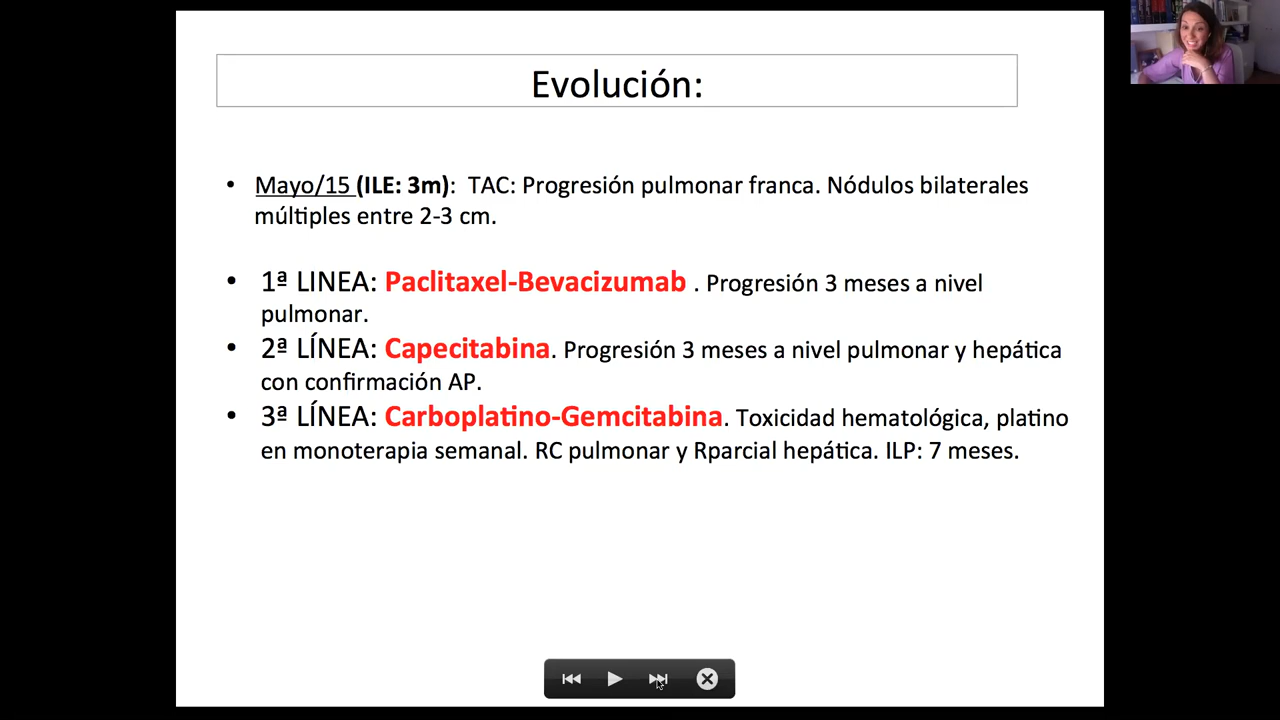 Evolución:
• Mayo/15 (ILE: 3m): TAC: Progresión pulmonar franca. Nódulos bilaterales
múltiples entre 2-3 cm.
• 1ª LINEA: Paclitaxel-Bevacizumab . Progresión 3 meses a nivel
pulmonar.
• 2ª LÍNEA: Capecitabina. Progresión 3 meses a nivel pulmonar y hepática
con confirmación AP.
• 3ª LÍNEA: Carboplatino-Gemcitabina. Toxicidad hematológica, platino
en monoterapia semanal. RC pulmonar y Rparcial hepática. ILP: 7 meses.